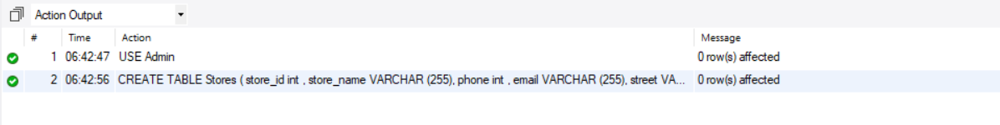 Action Output
# Time Action Message
1 06:42:47 USE Admin 0 row(s) affected
2 06:42:56 CREATE TABLE Stores ( store_id int , store_name VARCHAR (255), phone int , email VARCHAR (255), street VA... 0 row(s) affected